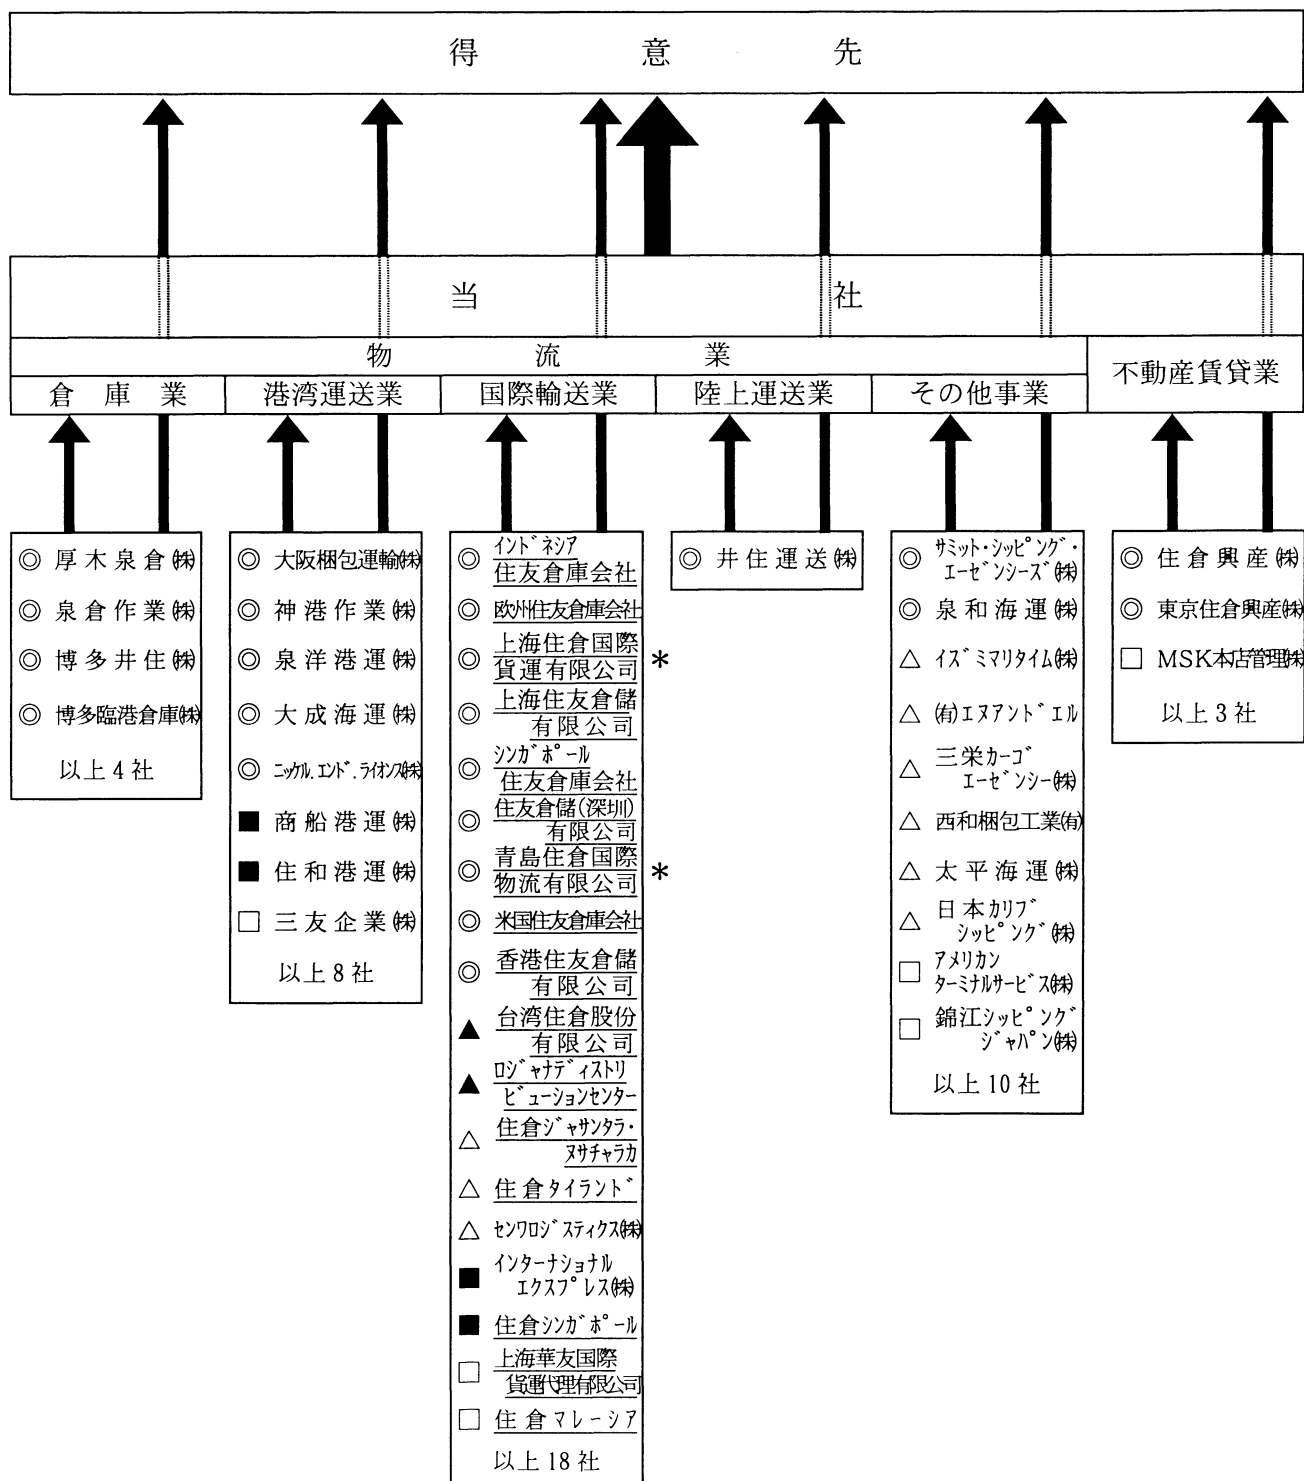 得意先
当社
物流業
不動産賃貸業
倉庫業
港湾運送業
国際輸送業
陸上運送業
その他事業
◎ 厚木泉倉㈱
◎ 泉倉作業㈱
◎ 博多井住㈱
◎ 博多臨港倉庫㈱
以上4社
◎ 大阪梱包運輸㈱
◎ 神港作業㈱
◎ 泉洋港運㈱
◎ 大成海運㈱
◎ ニッケル.エンド.ライオンス㈱
■ 商船港運㈱
■ 住和港運㈱
□ 三友企業㈱
以上8社
◎ インドネシア
住友倉庫会社
◎ 欧州住友倉庫会社
◎ 上海住倉国際
貨運有限公司 *
◎ 上海住友倉儲
有限公司
◎ シンガポール
住友倉庫会社
◎ 住友倉儲(深圳)
有限公司
◎ 青島住倉国際
物流有限公司 *
◎ 米国住友倉庫会社
◎ 香港住友倉儲
有限公司
▲ 台湾住倉股份
有限公司
▲ ロジャナディストリ
ビューションセンター
△ 住倉ジャサンタラ・
ヌサチャラカ
△ 住倉タイランド
△ センワロジスティクス㈱
■ インターナショナル
エクスプレス㈱
■ 住倉シンガポール
□ 上海華友国際
貨運代理有限公司
□ 住倉マレーシア
以上18社
◎ 井住運送㈱
◎ サミット・シッピング・
エーゼンシーズ㈱
◎ 泉和海運㈱
△ イズミマリタイム㈱
△ ㈲エヌアンドエル
△ 三栄カーゴ
エーゼンシー㈱
△ 西和梱包工業㈲
△ 太平海運㈱
△ 日本カリブ
シッピング㈱
□ アメリカン
ターミナルサービス㈱
□ 錦江シッピング
ジャパン㈱
以上10社
◎ 住倉興産㈱
◎ 東京住倉興産㈱
□ MSK本店管理㈱
以上3社